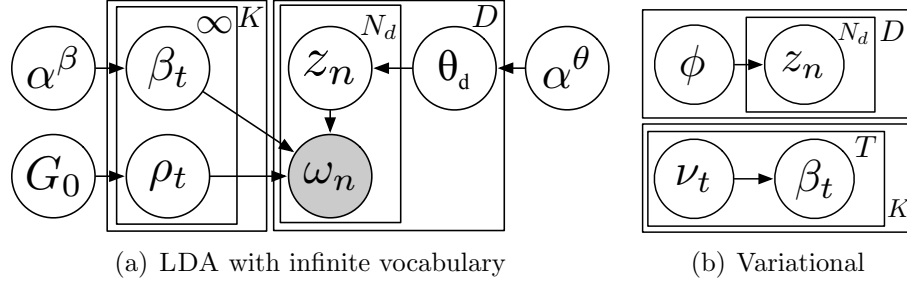 α^β β_t ∞ K z_n N_d θ_d D α^θ
G_0 ρ_t ω_n
(a) LDA with infinite vocabulary
ϕ z_n N_d D
ν_t β_t T K
(b) Variational